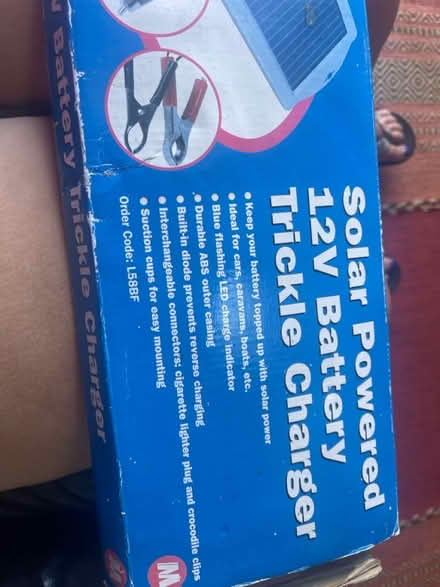 Solar Powered
12V Battery
Trickle Charger
• Keep your battery topped up with solar power
• Ideal for cars, caravans, boats, etc.
• Blue flashing LED charge indicator
• Durable ABS outer casing
• Built-in diode prevents reverse charging
• Interchangeable connectors: cigarette lighter plug and crocodile clips
• Suction cups for easy mounting
Order Code: L58BF
M
V Battery Trickle Charger
M